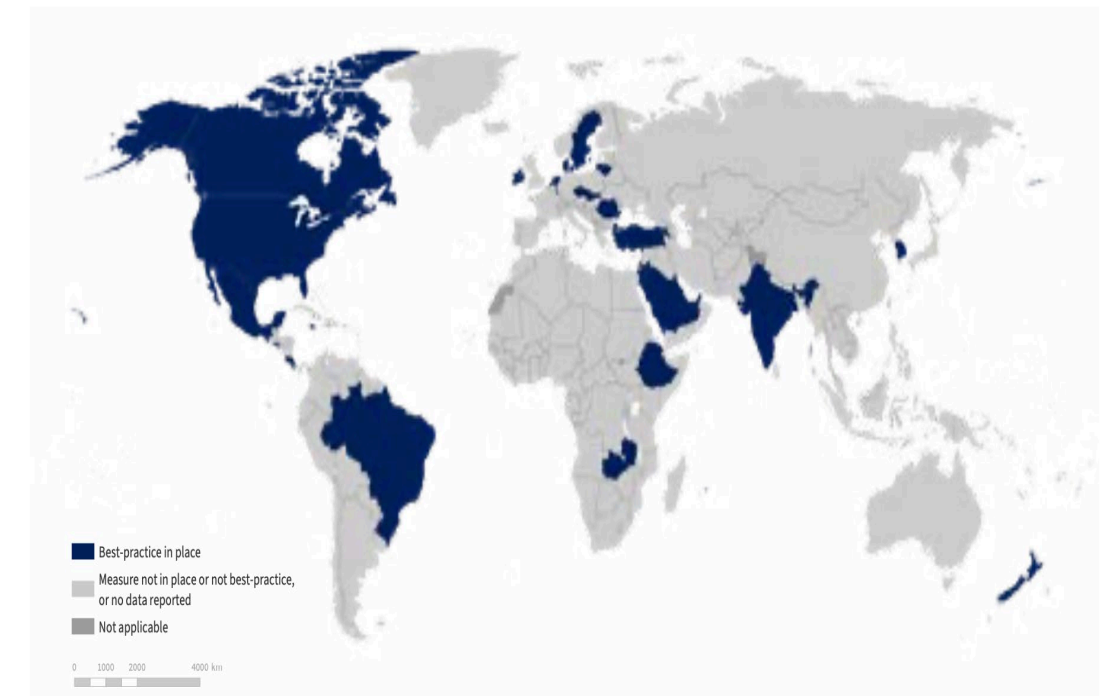 Best-practice in place
Measure not in place or not best-practice,
or no data reported
Not applicable
0 1000 2000 4000 km